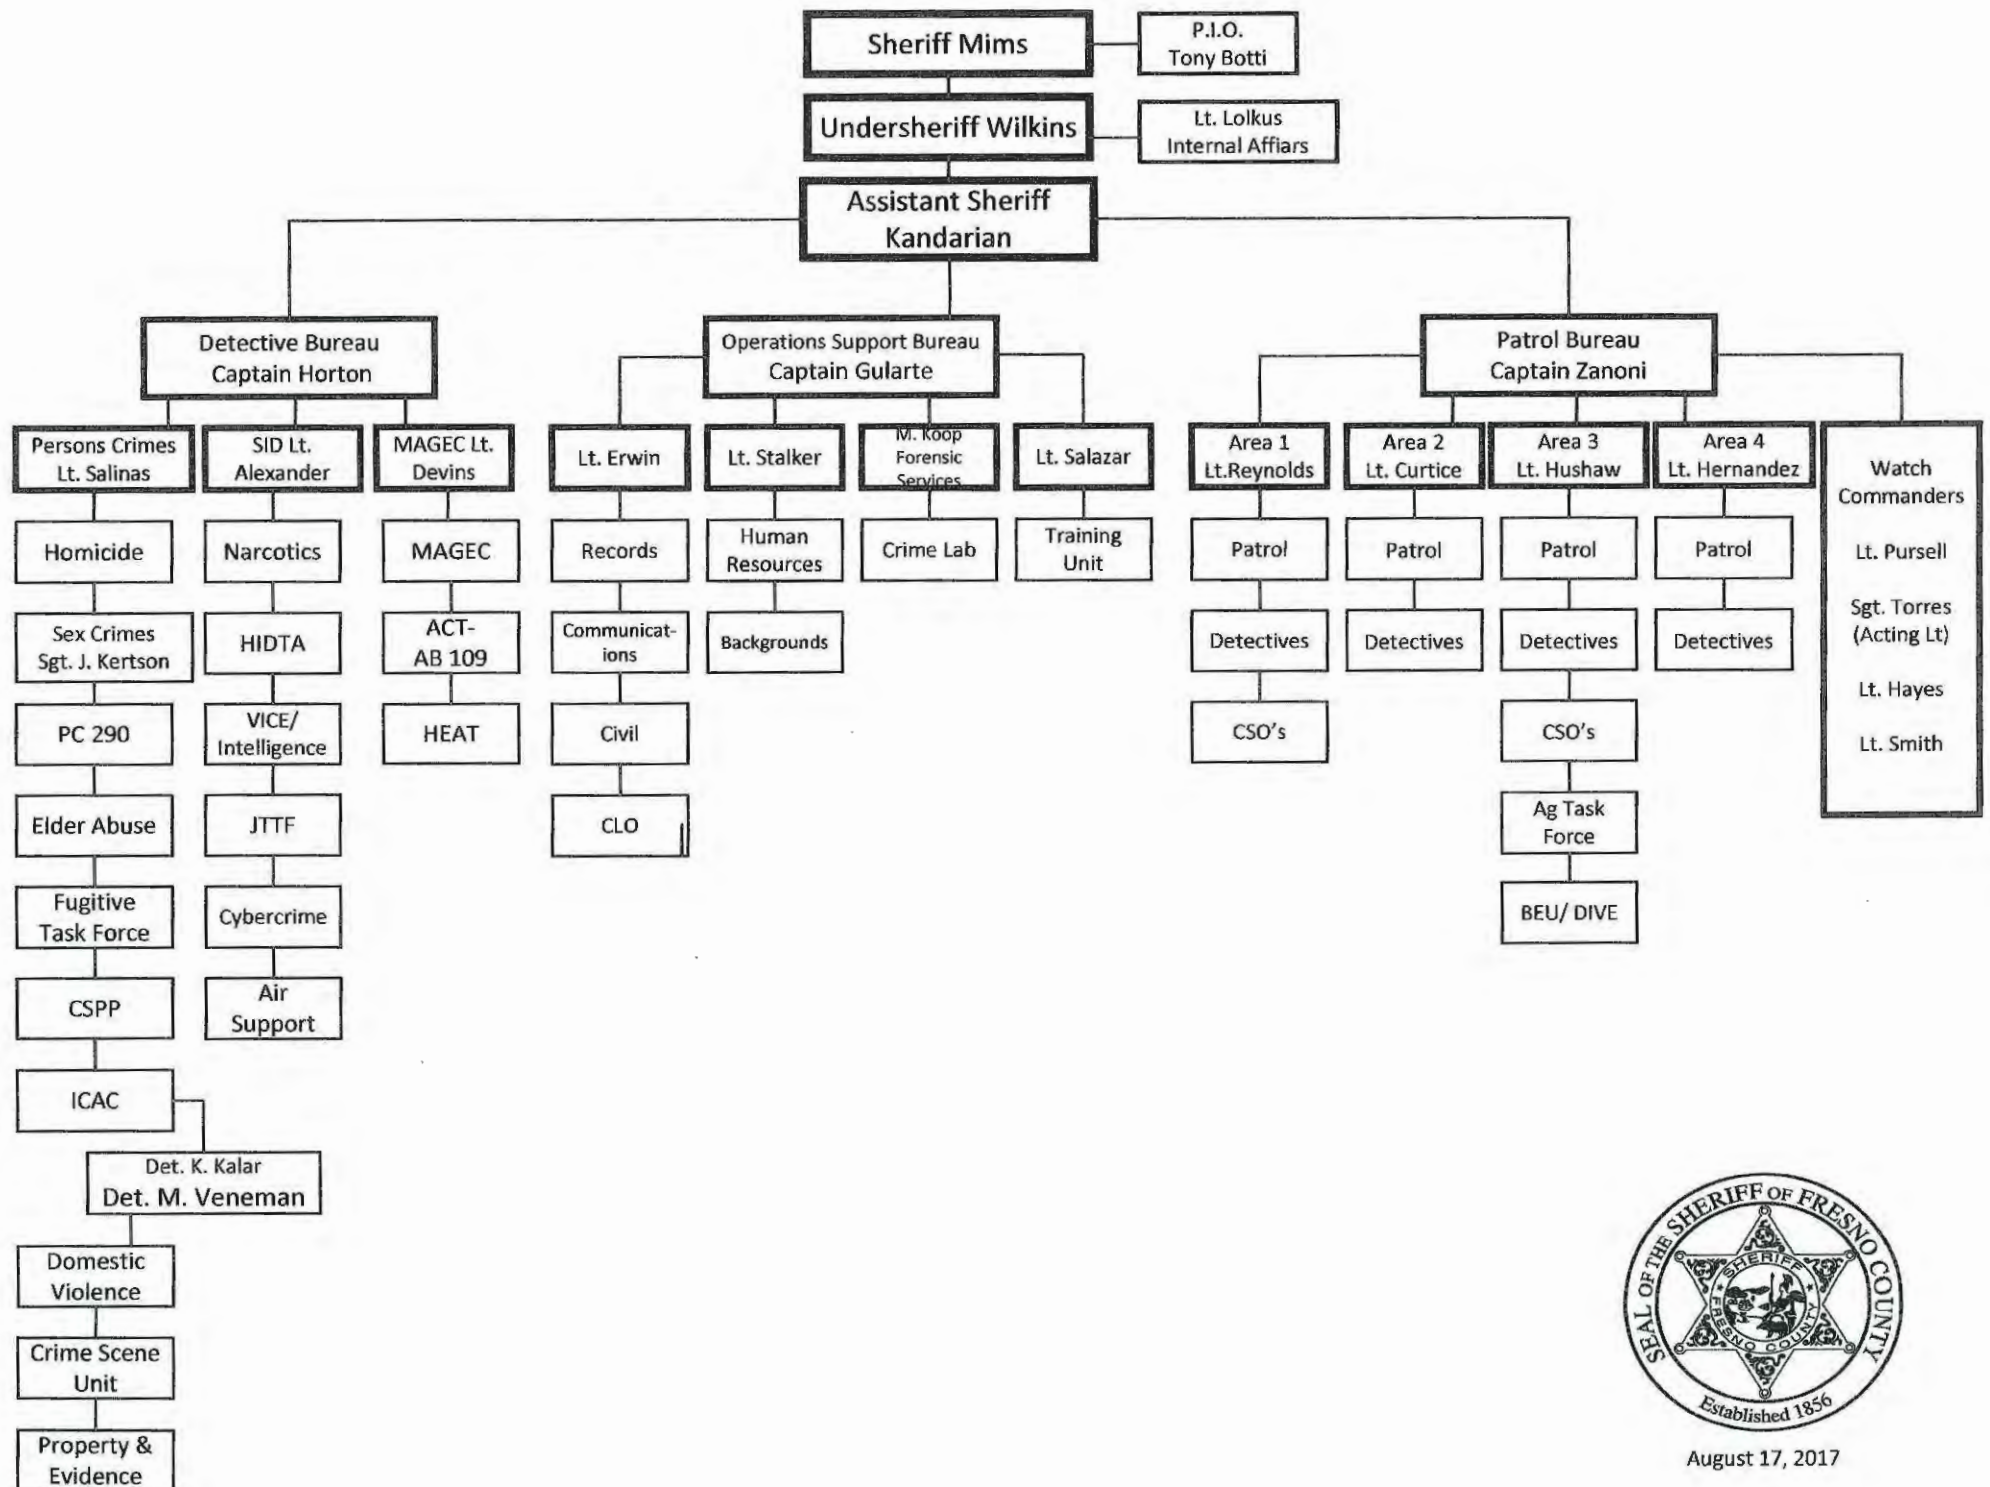 Sheriff Mims
P.I.O.
Tony Botti
Undersheriff Wilkins
Lt. Lolkus
Internal Affiars
Assistant Sheriff
Kandarian
Detective Bureau
Captain Horton
Operations Support Bureau
Captain Gularte
Patrol Bureau
Captain Zanoni
Persons Crimes
Lt. Salinas
SID Lt.
Alexander
MAGEC Lt.
Devins
Lt. Erwin
Lt. Stalker
M. Koop
Forensic
Services
Lt. Salazar
Area 1
Lt.Reynolds
Area 2
Lt. Curtice
Area 3
Lt. Hushaw
Area 4
Lt. Hernandez
Watch
Commanders
Lt. Pursell
Sgt. Torres
(Acting Lt)
Lt. Hayes
Lt. Smith
Homicide
Narcotics
MAGEC
Records
Human
Resources
Crime Lab
Training
Unit
Patrol
Patrol
Patrol
Patrol
Sex Crimes
Sgt. J. Kertson
HIDTA
ACT-
AB 109
Communicat-
ions
Backgrounds
Detectives
Detectives
Detectives
Detectives
PC 290
VICE/
Intelligence
HEAT
Civil
CSO's
CSO's
Elder Abuse
JTTF
CLO
Ag Task
Force
Fugitive
Task Force
Cybercrime
BEU/ DIVE
CSPP
Air
Support
ICAC
Det. K. Kalar
Det. M. Veneman
Domestic
Violence
Crime Scene
Unit
Property &
Evidence
SEAL OF THE SHERIFF OF FRESNO COUNTY
SHERIFF
FRESNO COUNTY
Established 1856
August 17, 2017